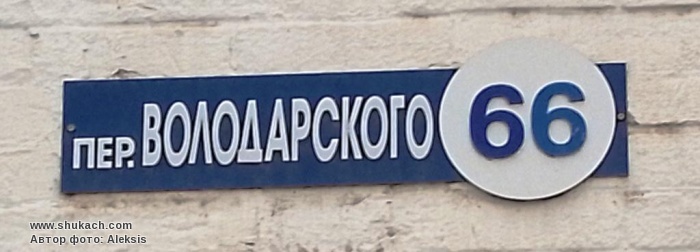 ПЕР. ВОЛОДАРСКОГО 66
www.shukach.com
Автор фото: Aleksis